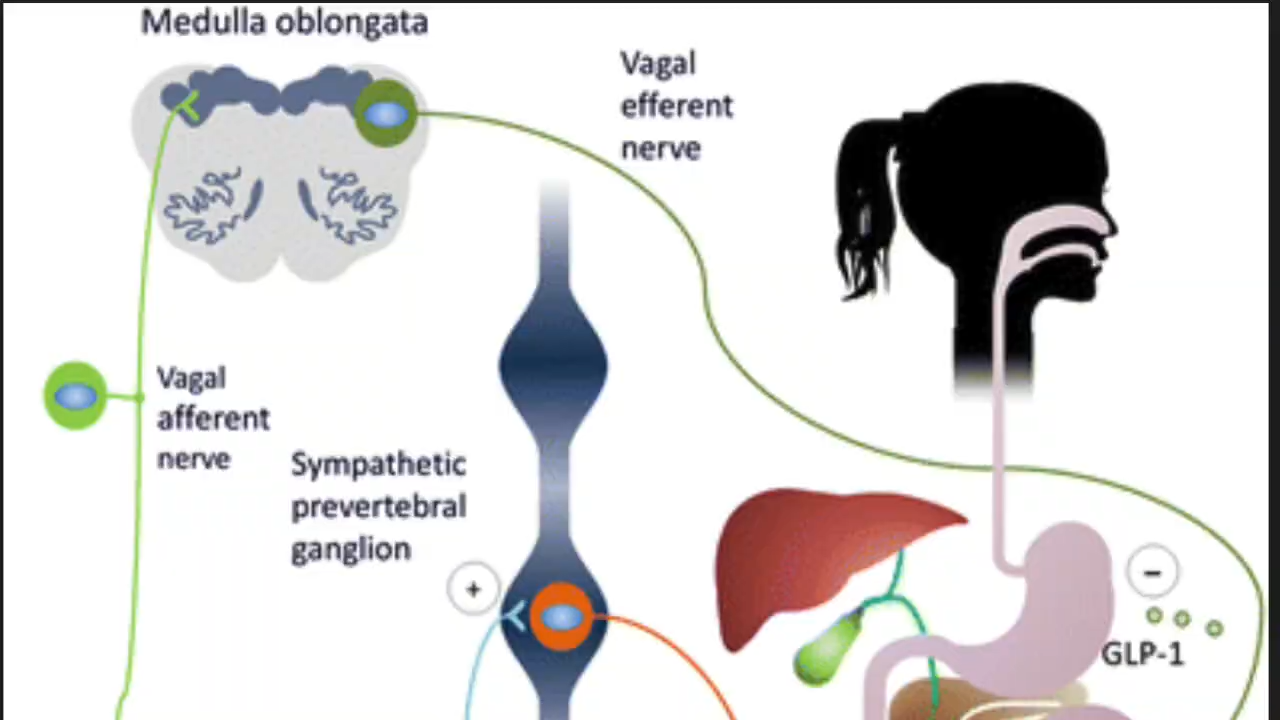 Medulla oblongata
Vagal
efferent
nerve
Vagal
afferent
nerve
Sympathetic
prevertebral
ganglion
+
−
GLP-1